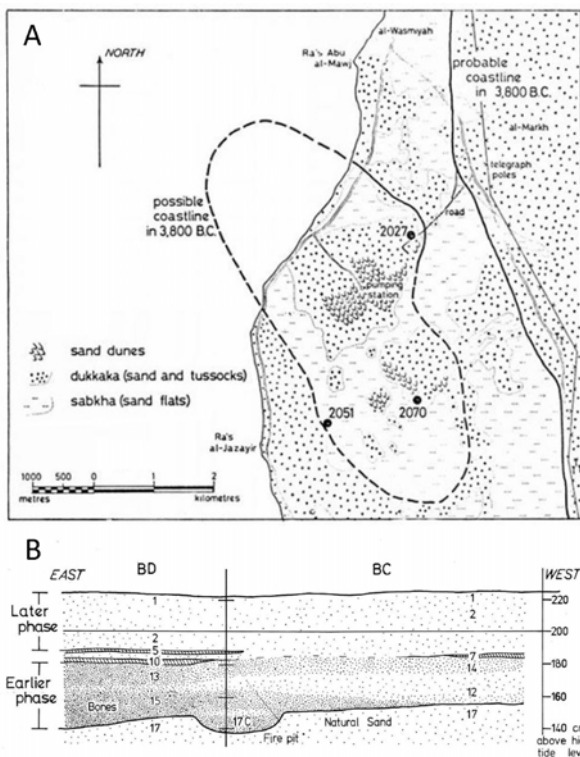 A
NORTH
al-Wasmiyah
Ra's Abu
al-Mawj
probable
coastline
in 3,800 B.C.
al-Markh
telegraph
poles
possible
coastline
in 3,800 B.C.
2027
road
pumping
station
sand dunes
dukkaka (sand and tussocks)
sabkha (sand flats)
2051
2070
Ra's
al-Jazayir
1000 500 0 1 2
metres kilometres
B
EAST BD BC WEST
Later
phase
Earlier
phase
1 1
2 2
220
200
2
5 7
10 14
180
13
15 12
160
Bones
17 17 C 17
Natural Sand
Fire pit
140 c
above hi
tide lev